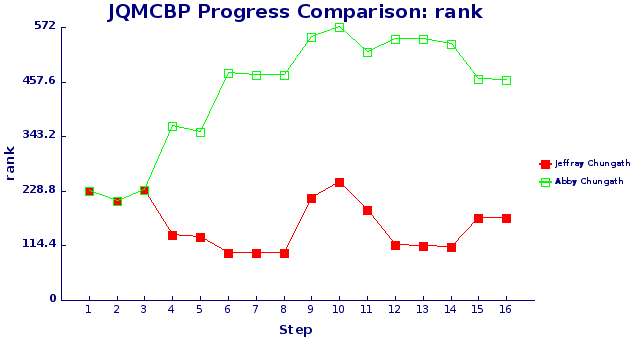 JQMCBP Progress Comparison: rank
572
457.6
343.2
228.8
114.4
0
rank
1 2 3 4 5 6 7 8 9 10 11 12 13 14 15 16
Step
Jeffray Chungath
Abby Chungath